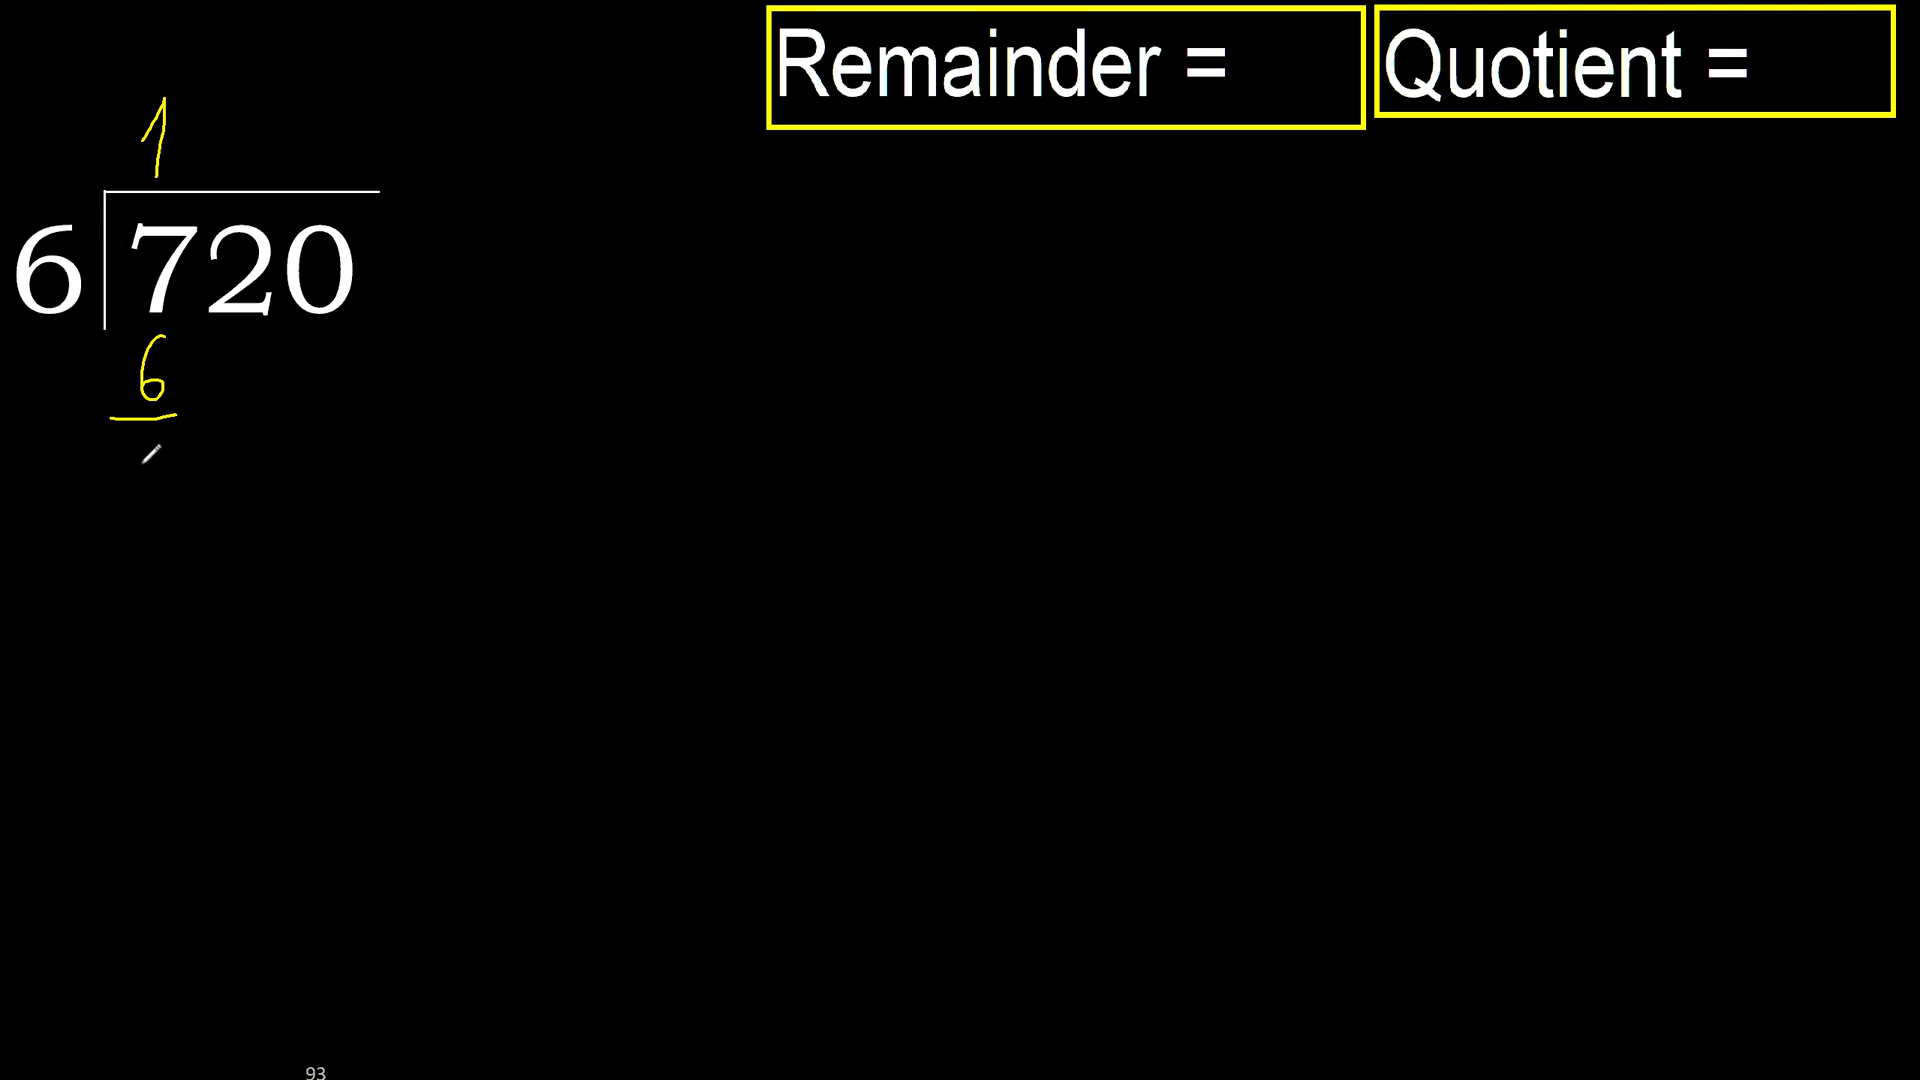 Remainder =
Quotient =
1
6 720
6
93